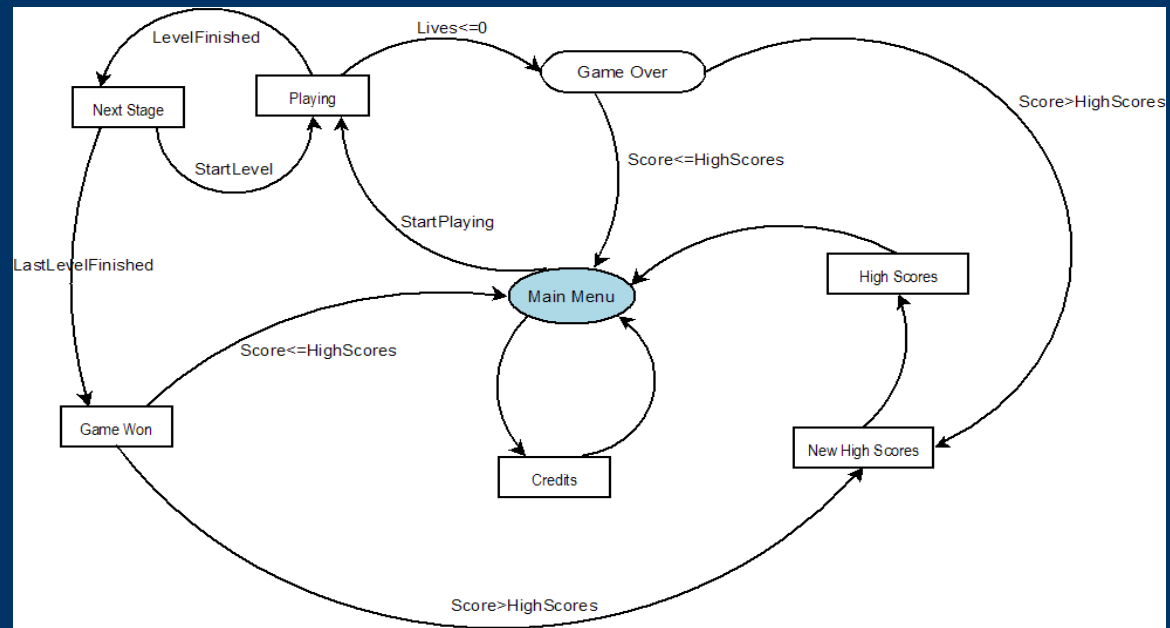 LevelFinished
Lives<=0
Game Over
Playing
Next Stage
Score>HighScores
Score<=HighScores
StartLevel
StartPlaying
LastLevelFinished
High Scores
Main Menu
Score<=HighScores
Game Won
New High Scores
Credits
Score>HighScores